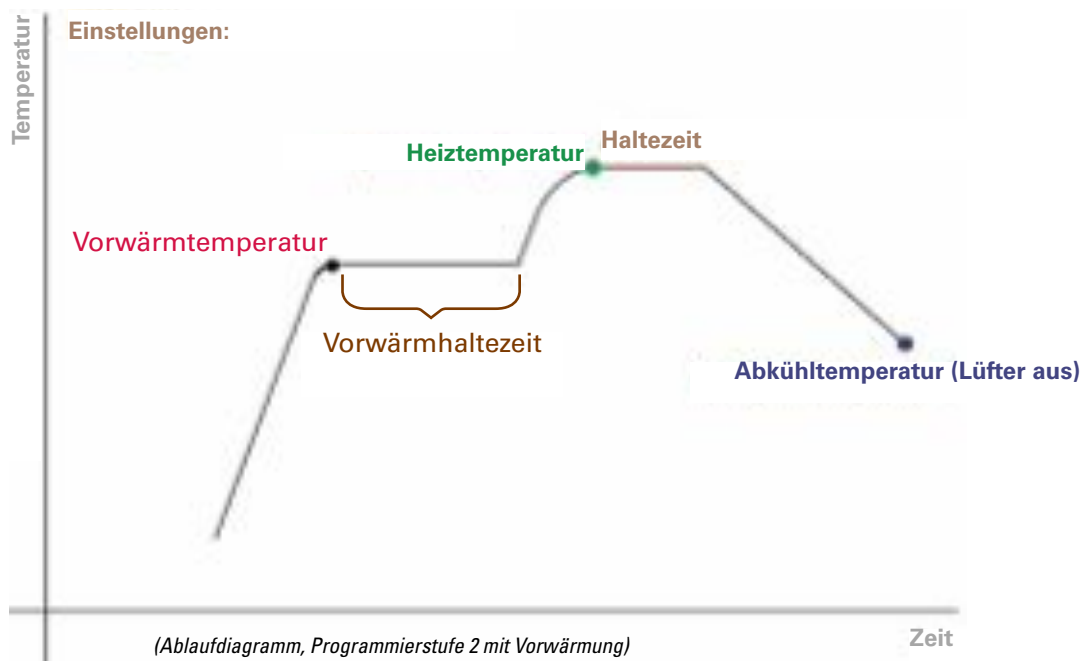 Temperatur
Einstellungen:
Heiztemperatur
Haltezeit
Vorwärmtemperatur
Vorwärmhaltezeit
Abkühltemperatur (Lüfter aus)
(Ablaufdiagramm, Programmierstufe 2 mit Vorwärmung)
Zeit